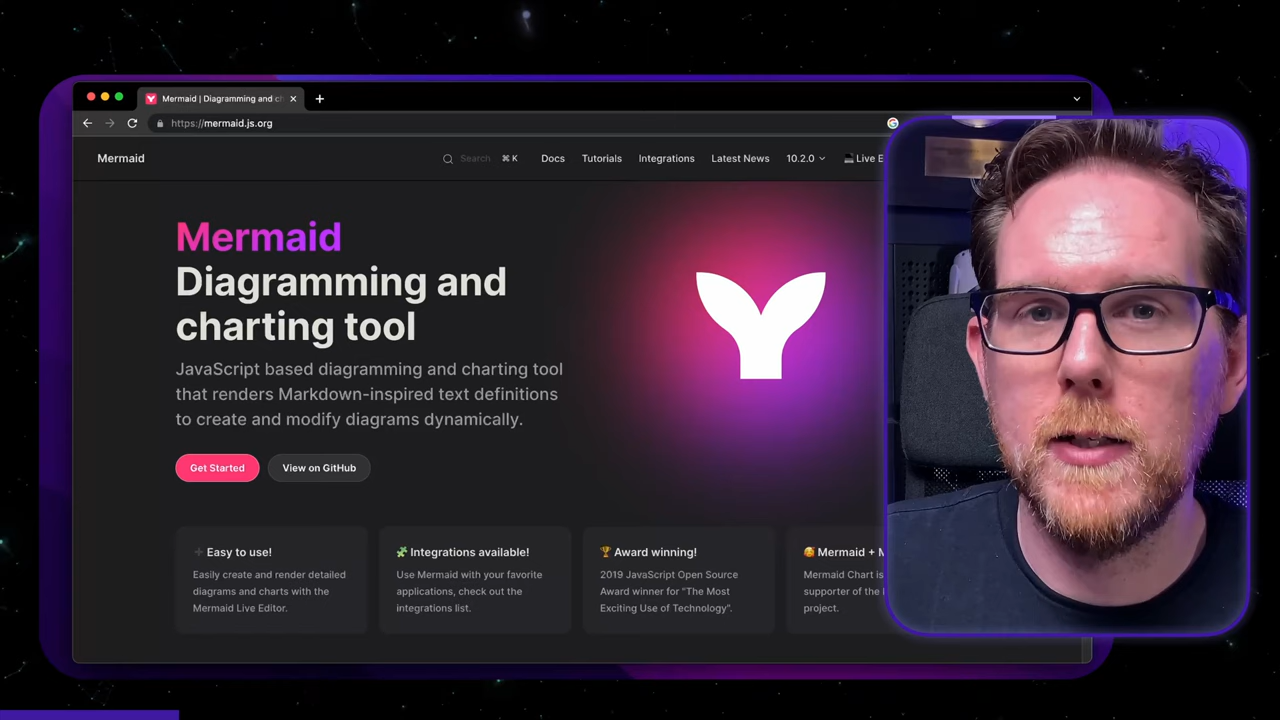 Mermaid | Diagramming and c
https://mermaid.js.org
Mermaid
Search ⌘ K
Docs
Tutorials
Integrations
Latest News
10.2.0
Live E
Mermaid
Diagramming and
charting tool
JavaScript based diagramming and charting tool
that renders Markdown-inspired text definitions
to create and modify diagrams dynamically.
Get Started
View on GitHub
Easy to use!
Easily create and render detailed
diagrams and charts with the
Mermaid Live Editor.
Integrations available!
Use Mermaid with your favorite
applications, check out the
integrations list.
Award winning!
2019 JavaScript Open Source
Award winner for "The Most
Exciting Use of Technology".
Mermaid + M
Mermaid Chart is
supporter of the
project.